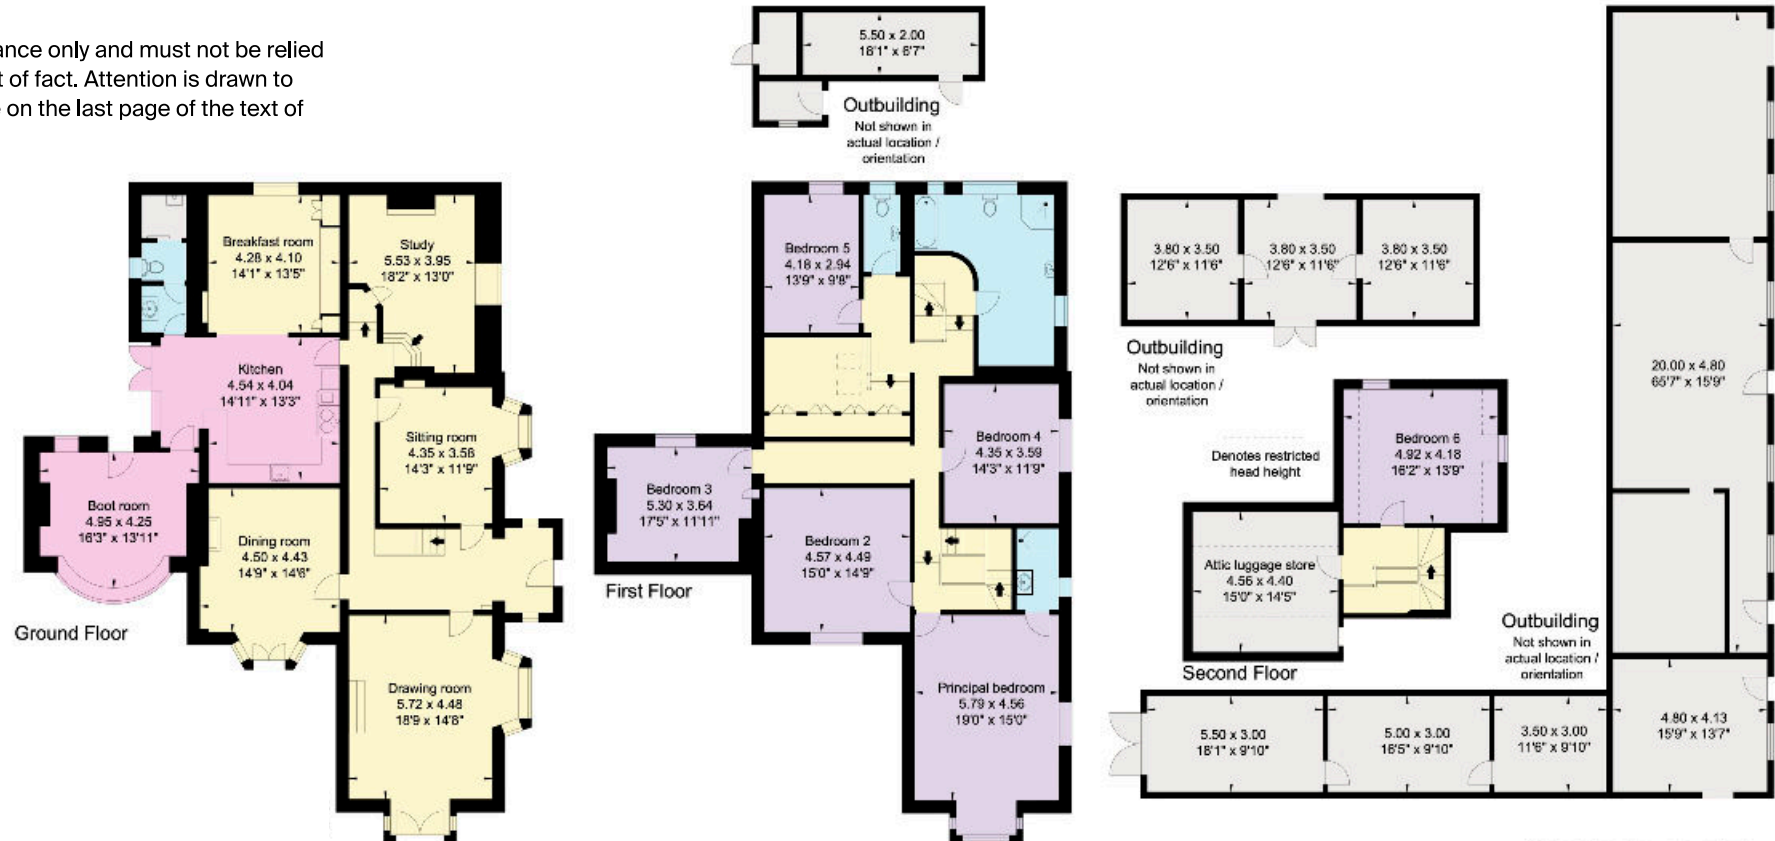 ance only and must not be relied
t of fact. Attention is drawn to
e on the last page of the text of
5.50 x 2.00
18'1" x 6'7"
Outbuilding
Not shown in
actual location /
orientation
Breakfast room
4.28 x 4.10
14'1" x 13'5"
Study
5.53 x 3.95
18'2" x 13'0"
Kitchen
4.54 x 4.04
14'11" x 13'3"
Sitting room
4.35 x 3.58
14'3" x 11'9"
Boot room
4.95 x 4.25
16'3" x 13'11"
Dining room
4.50 x 4.43
14'9" x 14'6"
Drawing room
5.72 x 4.48
18'9 x 14'8"
Ground Floor
Bedroom 5
4.18 x 2.94
13'9" x 9'8"
Bedroom 4
4.35 x 3.59
14'3" x 11'9"
Bedroom 3
5.30 x 3.64
17'5" x 11'11"
Bedroom 2
4.57 x 4.49
15'0" x 14'9"
Principal bedroom
5.79 x 4.56
19'0" x 15'0"
First Floor
3.80 x 3.50
12'6" x 11'6"
3.80 x 3.50
12'6" x 11'6"
3.80 x 3.50
12'6" x 11'6"
Outbuilding
Not shown in
actual location /
orientation
Denotes restricted
head height
Bedroom 6
4.92 x 4.18
16'2" x 13'9"
Attic luggage store
4.56 x 4.40
15'0" x 14'5"
Second Floor
20.00 x 4.80
65'7" x 15'9"
Outbuilding
Not shown in
actual location /
orientation
5.50 x 3.00
18'1" x 9'10"
5.00 x 3.00
16'5" x 9'10"
3.50 x 3.00
11'6" x 9'10"
4.80 x 4.13
15'9" x 13'7"